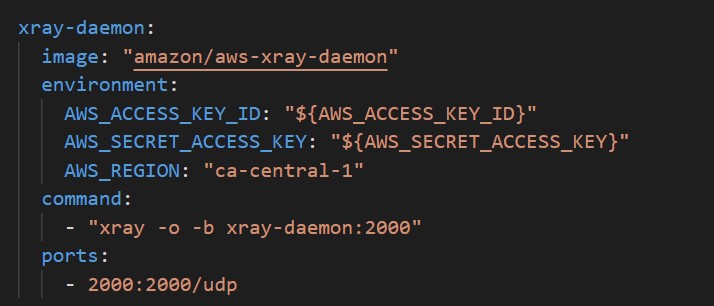 xray-daemon:
  image: "amazon/aws-xray-daemon"
  environment:
    AWS_ACCESS_KEY_ID: "${AWS_ACCESS_KEY_ID}"
    AWS_SECRET_ACCESS_KEY: "${AWS_SECRET_ACCESS_KEY}"
    AWS_REGION: "ca-central-1"
  command:
    - "xray -o -b xray-daemon:2000"
  ports:
    - 2000:2000/udp